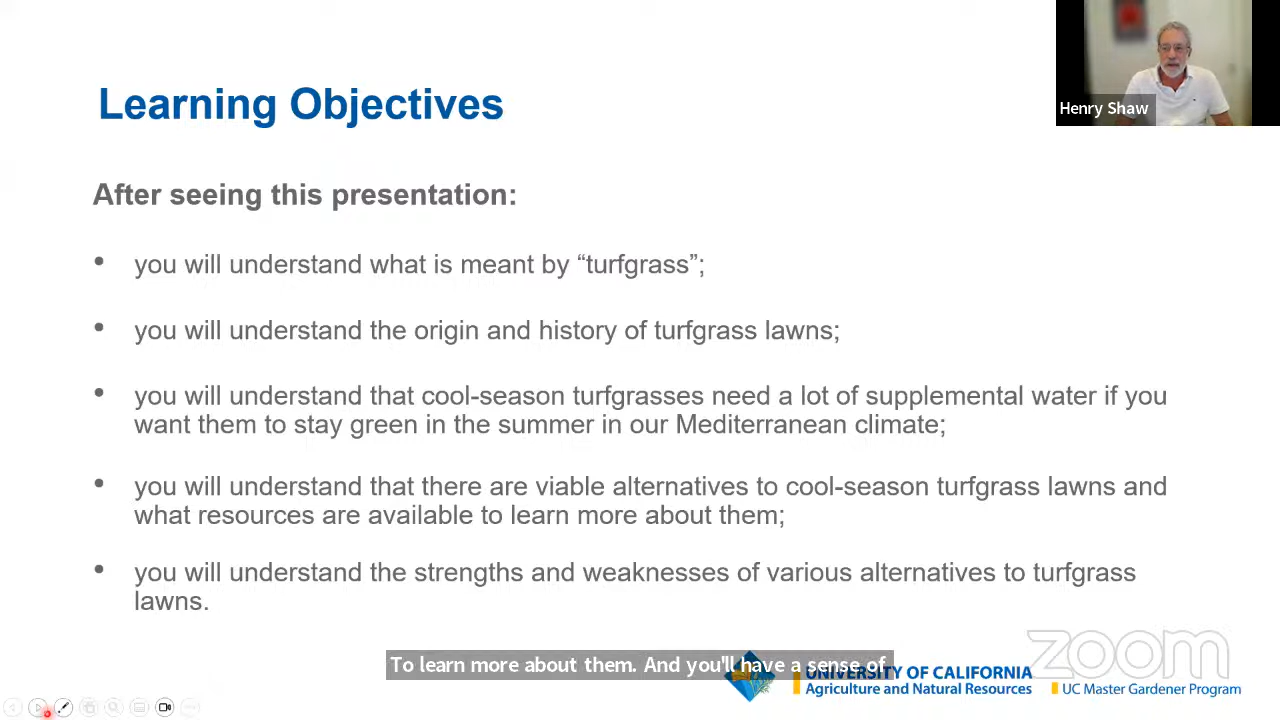 Learning Objectives
Henry Shaw
After seeing this presentation:
• you will understand what is meant by “turfgrass”;
• you will understand the origin and history of turfgrass lawns;
• you will understand that cool-season turfgrasses need a lot of supplemental water if you
want them to stay green in the summer in our Mediterranean climate;
• you will understand that there are viable alternatives to cool-season turfgrass lawns and
what resources are available to learn more about them;
• you will understand the strengths and weaknesses of various alternatives to turfgrass
lawns.
zoom
To learn more about them. And you'll have a sense of
UNIVERSITY OF CALIFORNIA
Agriculture and Natural Resources
UC Master Gardener Program